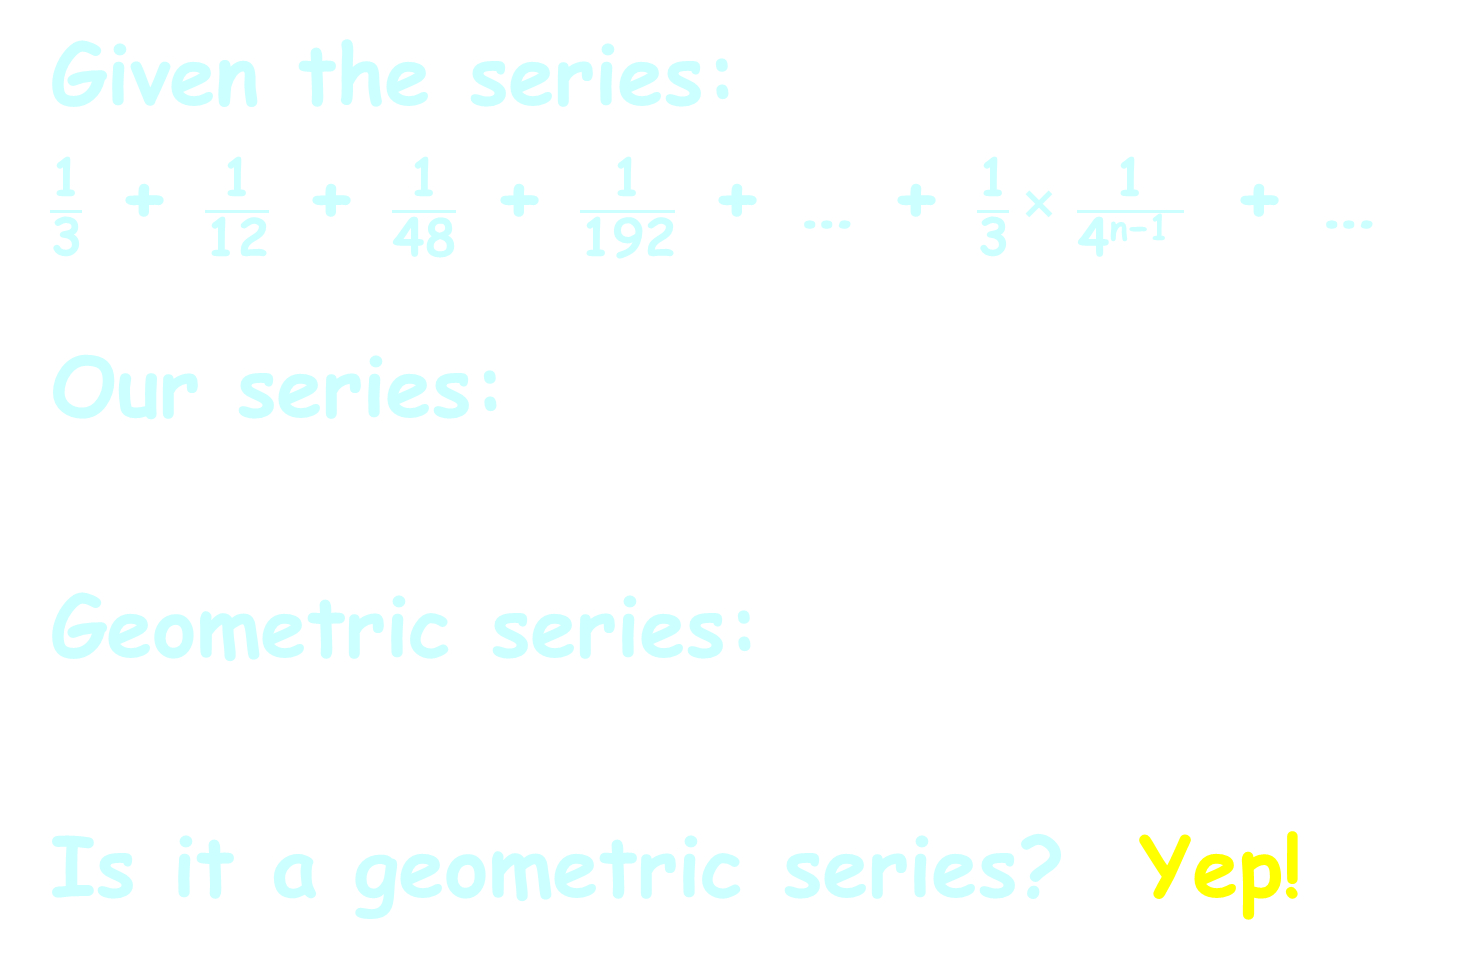 Given the series:
1/3 + 1/12 + 1/48 + 1/192 + ... + 1/3 × 1/4^(n-1) + ...
Our series:
Geometric series:
Is it a geometric series? Yep!